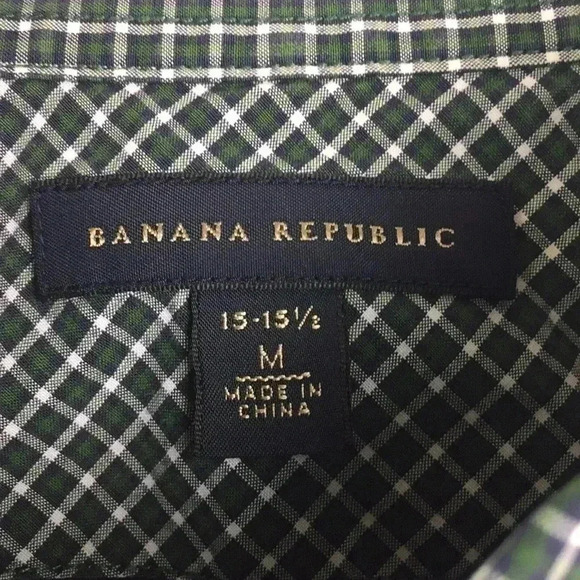 BANANA REPUBLIC
15-15½
M
MADE IN
CHINA